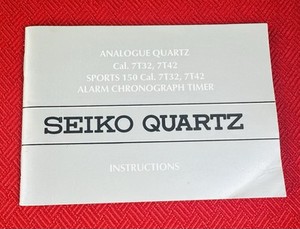 ANALOGUE QUARTZ
Cal. 7T32, 7T42
SPORTS 150 Cal. 7T32, 7T42
ALARM CHRONOGRAPH TIMER
SEIKO QUARTZ
INSTRUCTIONS